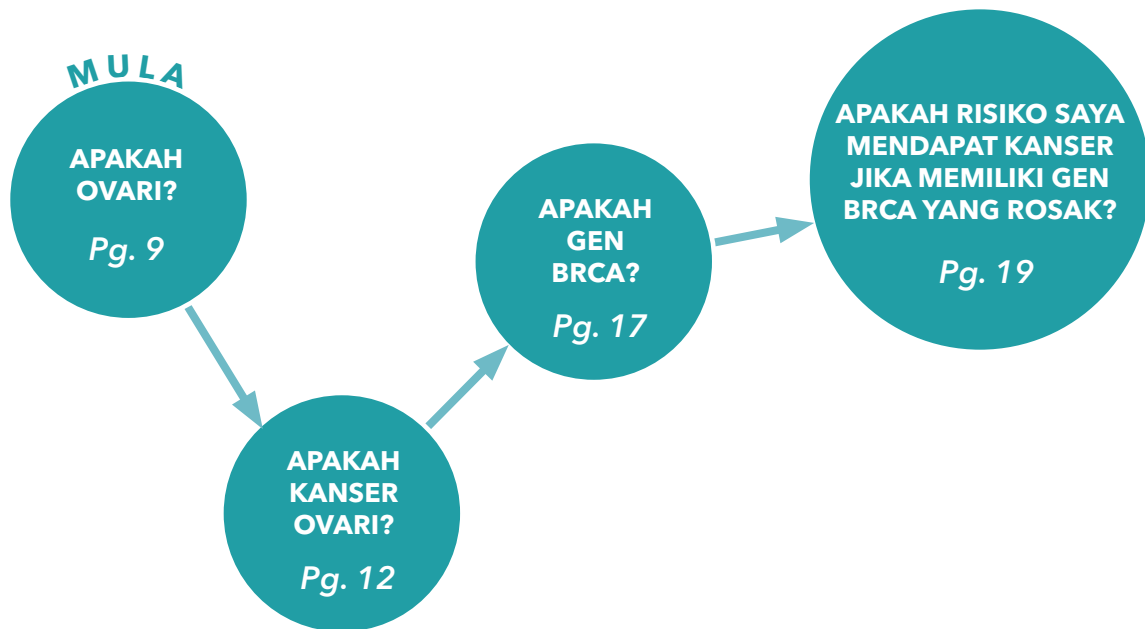 MULA
APAKAH
OVARI?
Pg. 9
APAKAH
KANSER
OVARI?
Pg. 12
APAKAH
GEN
BRCA?
Pg. 17
APAKAH RISIKO SAYA
MENDAPAT KANSER
JIKA MEMILIKI GEN
BRCA YANG ROSAK?
Pg. 19